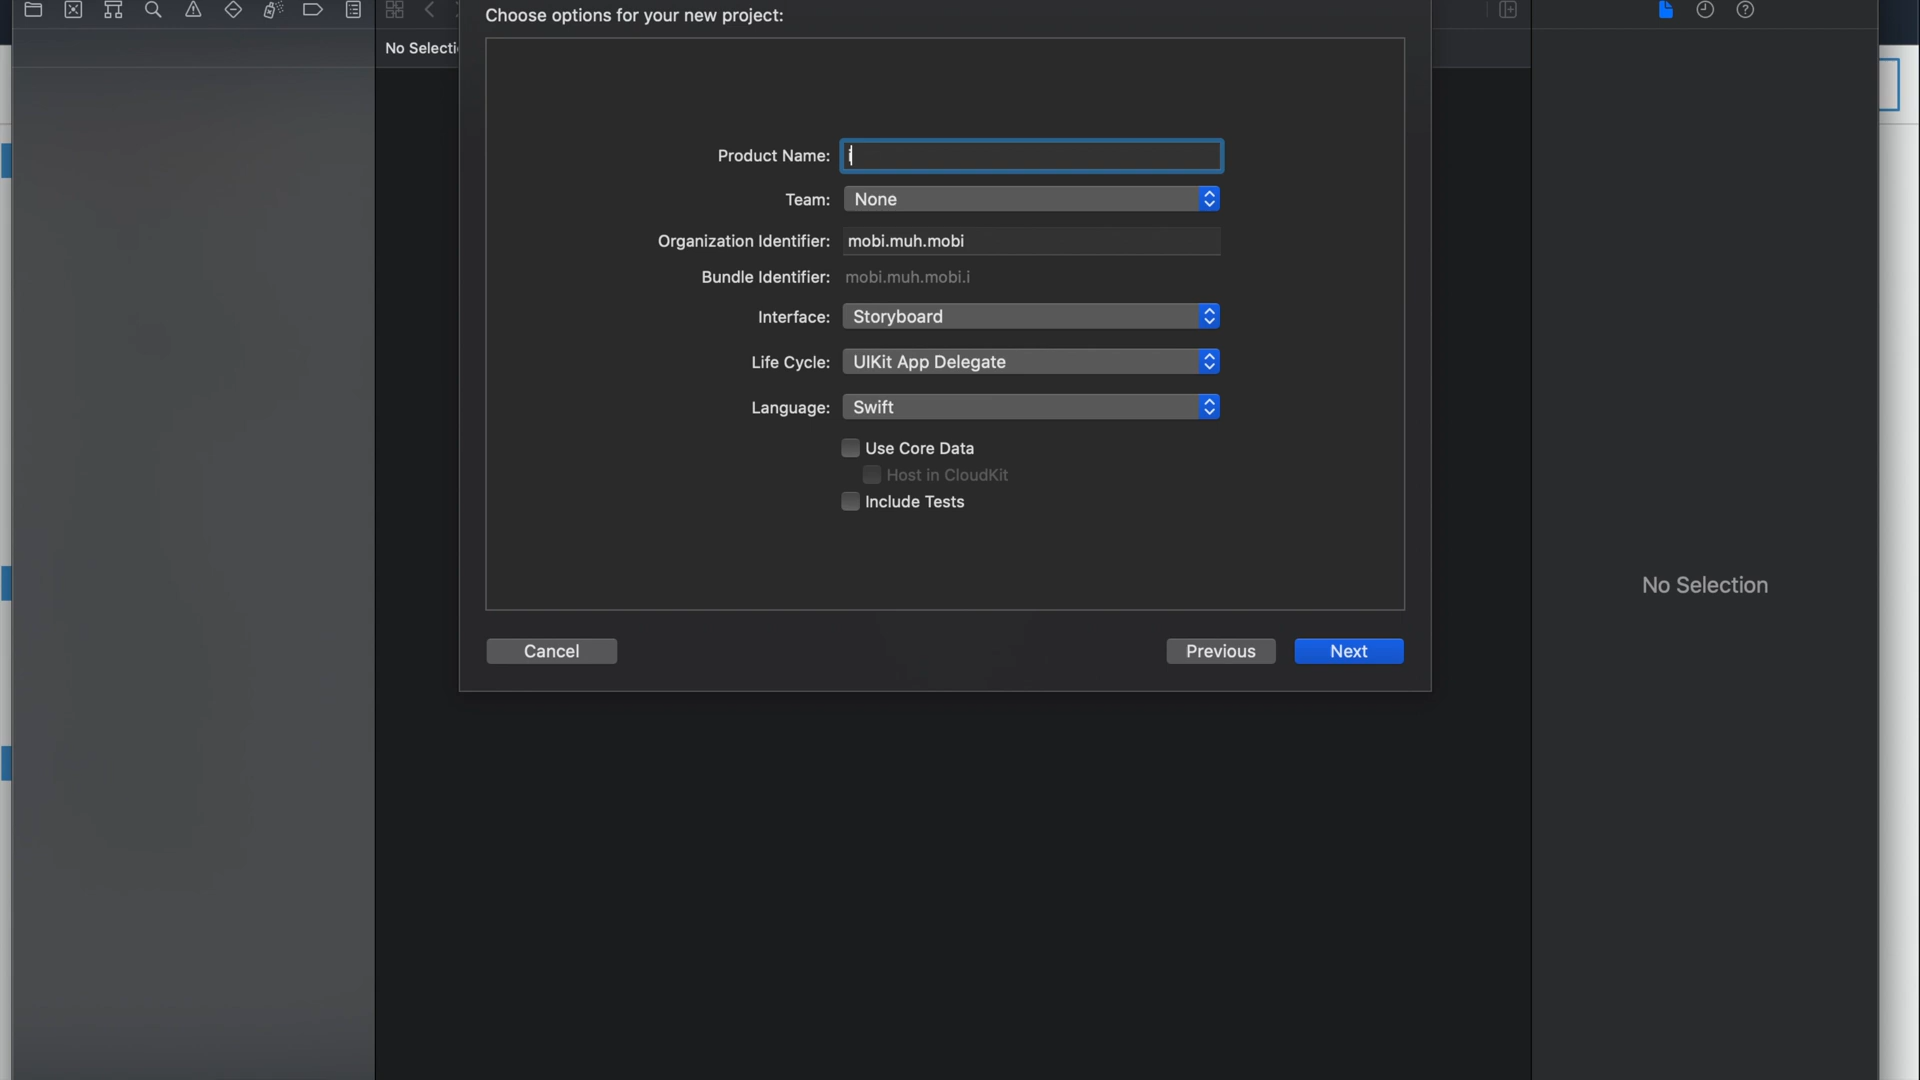 Choose options for your new project:
No Selecti
Product Name: i
Team: None
Organization Identifier: mobi.muh.mobi
Bundle Identifier: mobi.muh.mobi.i
Interface: Storyboard
Life Cycle: UIKit App Delegate
Language: Swift
Use Core Data
Host in CloudKit
Include Tests
No Selection
Cancel Previous Next